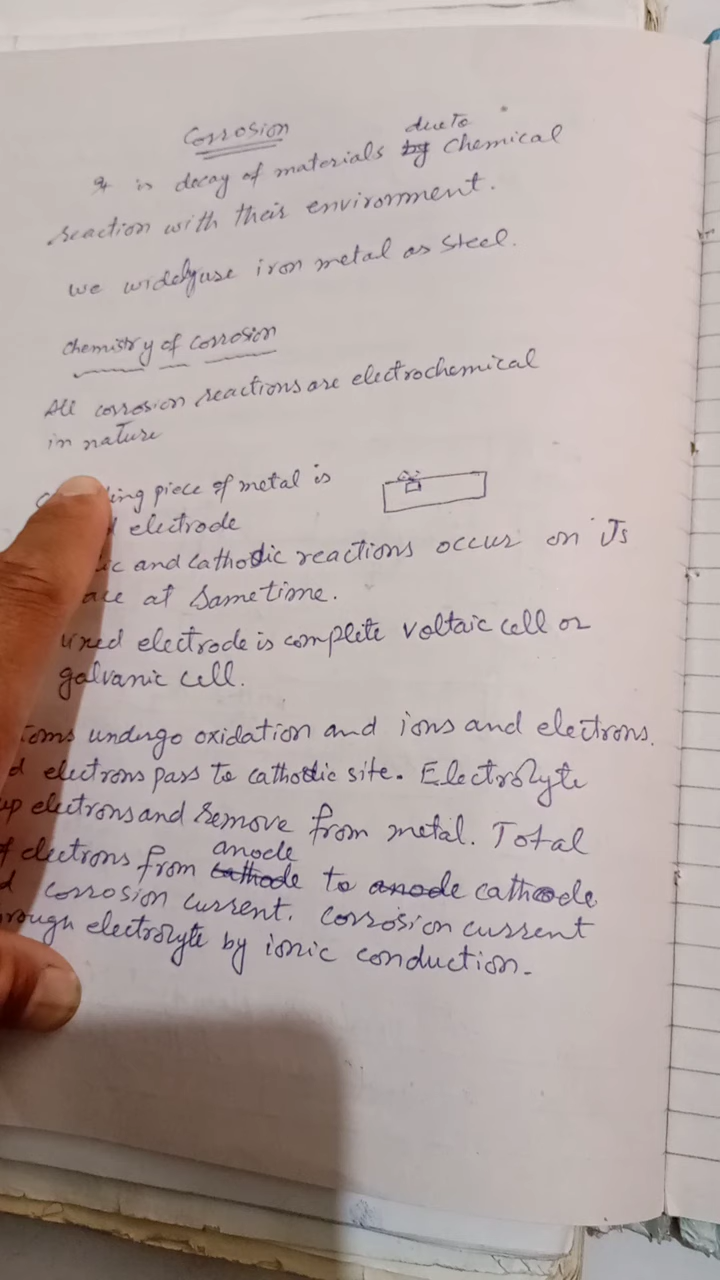 Corrosion
It is decay of materials by due to chemical
reaction with their environment.
we widely use iron metal as steel.
chemistry of corrosion
All corrosion reactions are electrochemical
in nature
piece of metal is
electrode
and cathodic reactions occur on Its
at Sametime.
electrode is complete voltaic cell or
galvanic cell.
undergo oxidation and ions and electrons.
electrons pass to cathodic site. Electrolyte
up electrons and remove from metal. Total
electrons from cathode anode to anode cathode
corrosion current. corrosion current
electrolyte by ionic conduction.